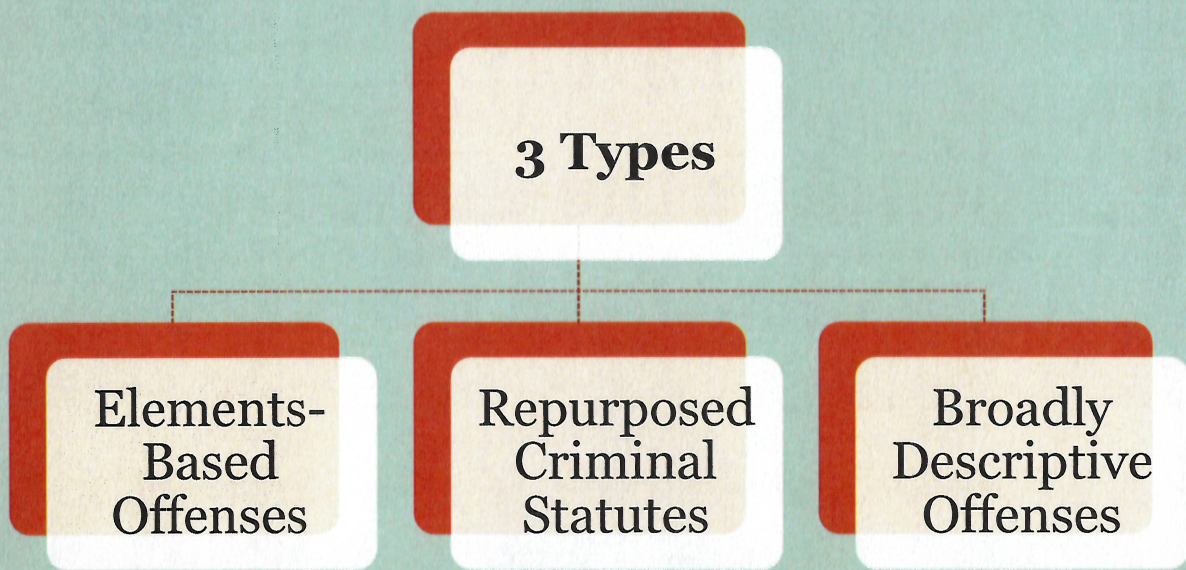 3 Types
Elements-
Based
Offenses
Repurposed
Criminal
Statutes
Broadly
Descriptive
Offenses